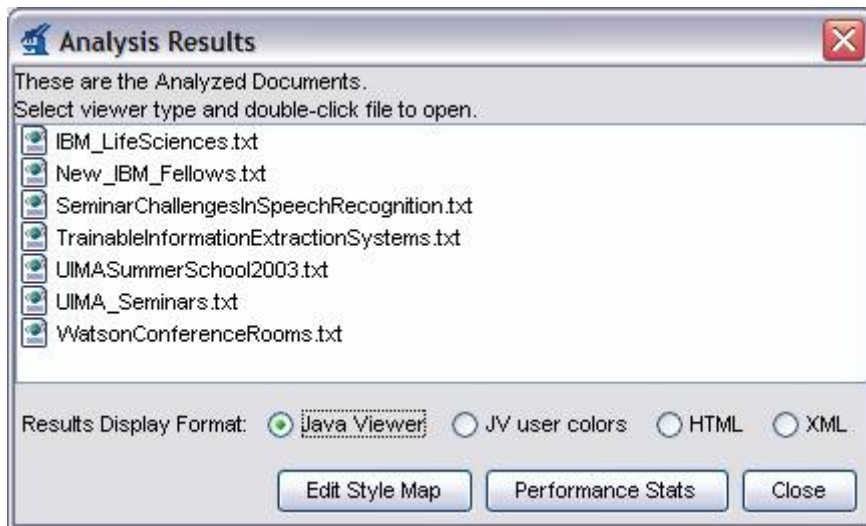 Analysis Results
These are the Analyzed Documents.
Select viewer type and double-click file to open.
IBM_LifeSciences.txt
New_IBM_Fellows.txt
SeminarChallengesInSpeechRecognition.txt
TrainableInformationExtractionSystems.txt
UIMASummerSchool2003.txt
UIMA_Seminars.txt
WatsonConferenceRooms.txt
Results Display Format: Java Viewer JV user colors HTML XML
Edit Style Map Performance Stats Close